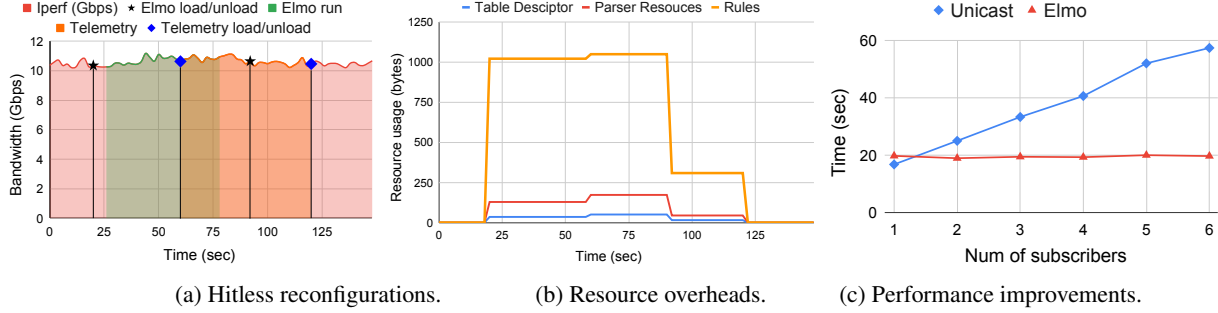 Iperf (Gbps) Elmo load/unload Elmo run
Telemetry Telemetry load/unload
12
10
8
6
4
2
0
Bandwidth (Gbps)
0 25 50 75 100 125
Time (sec)
(a) Hitless reconfigurations.
Table Desciptor Parser Resouces Rules
1250
1000
750
500
250
0
Resource usage (bytes)
0 25 50 75 100 125
Time (sec)
(b) Resource overheads.
Unicast Elmo
60
40
20
0
Time (sec)
1 2 3 4 5 6
Num of subscribers
(c) Performance improvements.